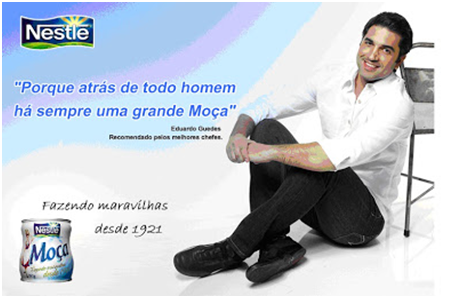 Nestlé
"Porque atrás de todo homem
há sempre uma grande Moça"
Eduardo Guedes
Recomendado pelos melhores chefes.
Fazendo maravilhas
desde 1921
Nestlé
Moça